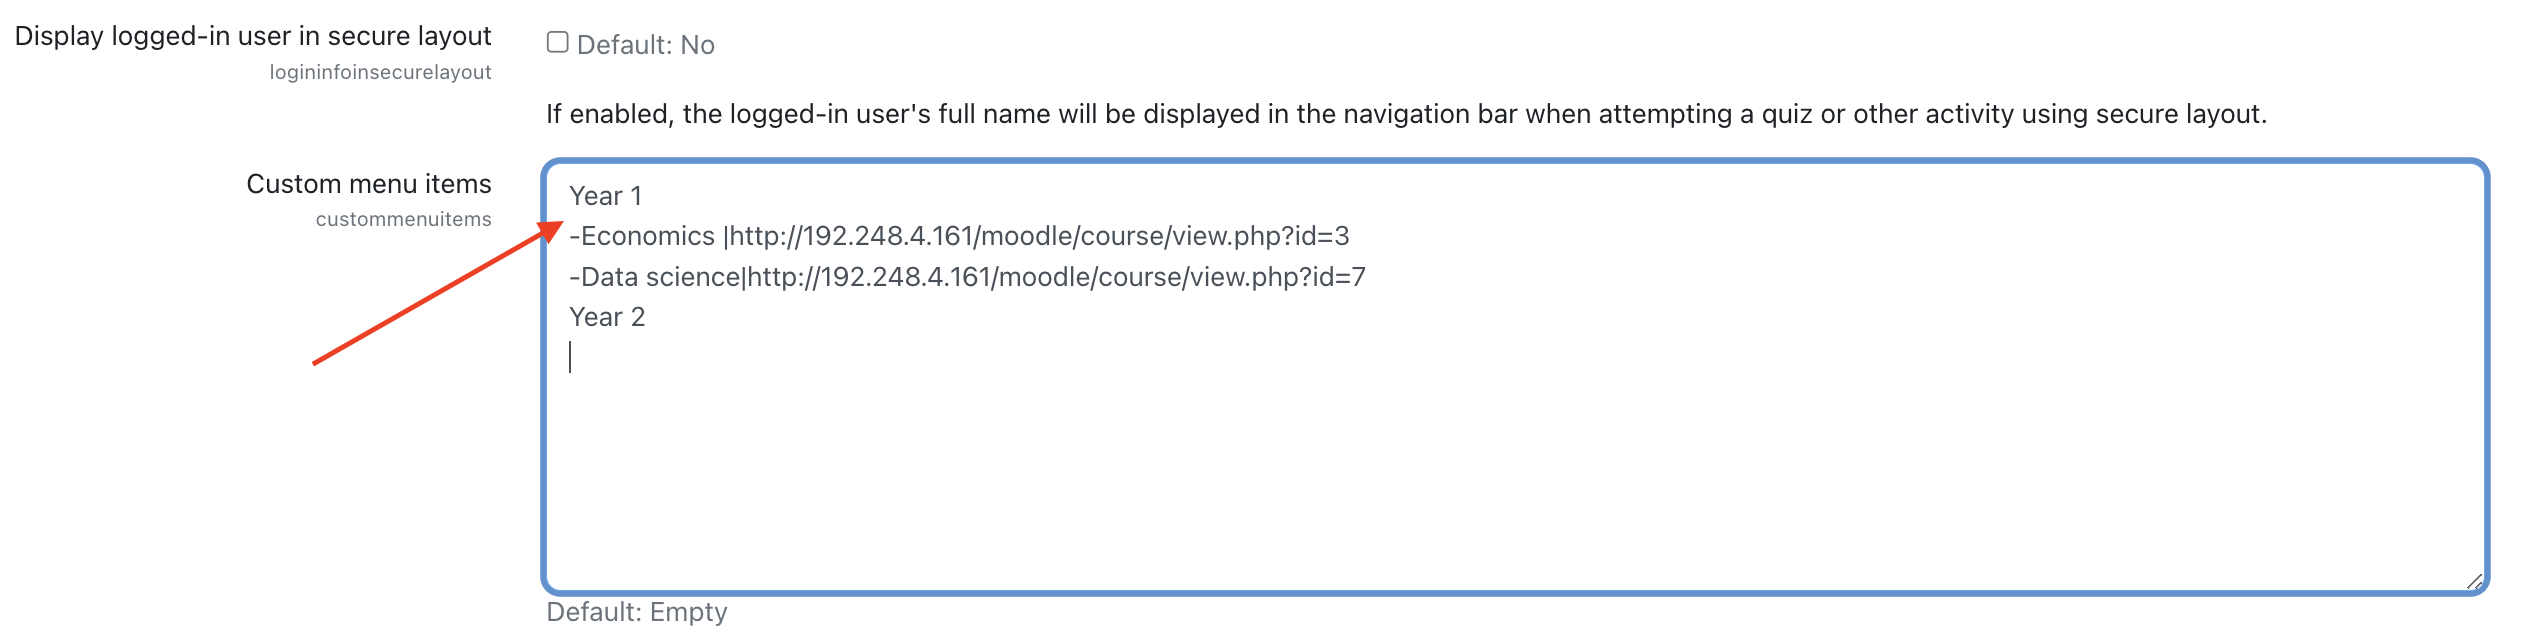 Display logged-in user in secure layout
logininfoinsecurelayout
Default: No
If enabled, the logged-in user's full name will be displayed in the navigation bar when attempting a quiz or other activity using secure layout.
Custom menu items
custommenuitems
Year 1
-Economics |http://192.248.4.161/moodle/course/view.php?id=3
-Data science|http://192.248.4.161/moodle/course/view.php?id=7
Year 2
Default: Empty